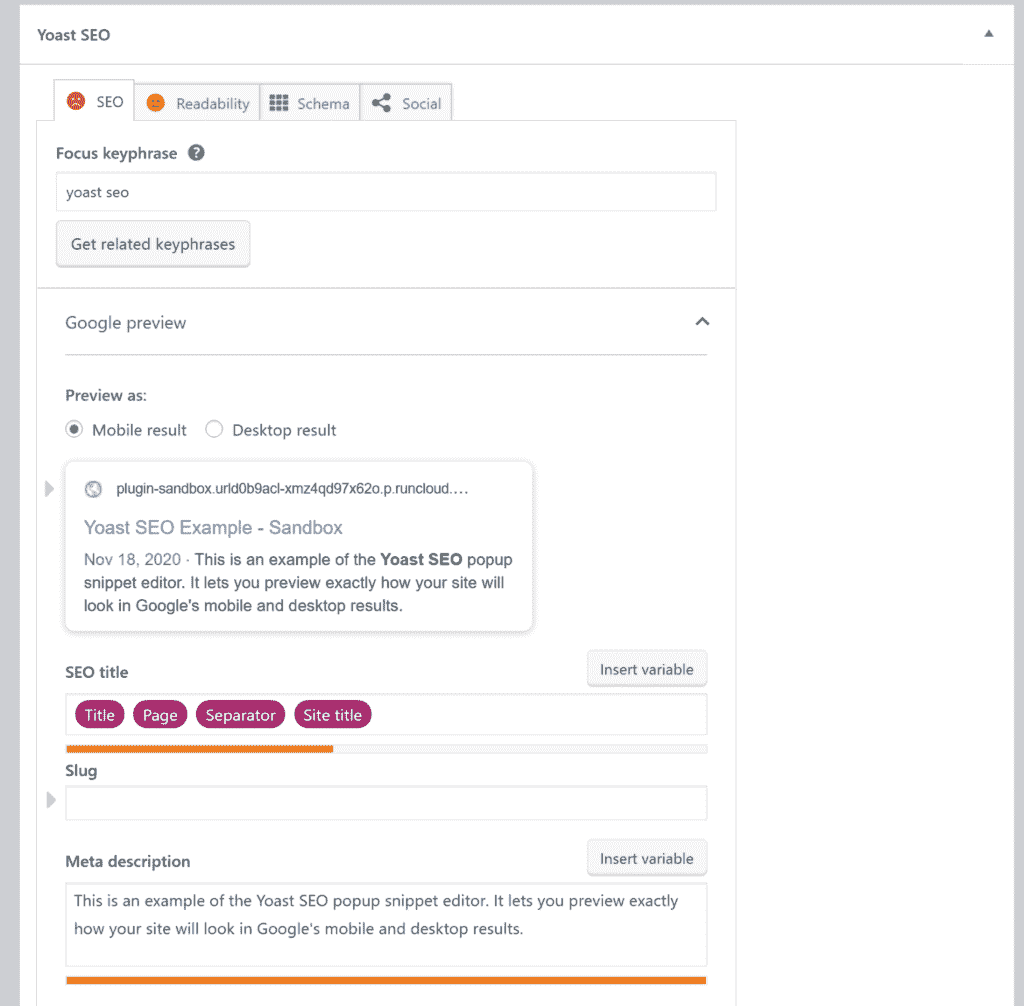 Yoast SEO
SEO
Readability
Schema
Social
Focus keyphrase ?
yoast seo
Get related keyphrases
Google preview
Preview as:
Mobile result
Desktop result
plugin-sandbox.urld0b9acl-xmz4qd97x62o.p.runcloud....
Yoast SEO Example - Sandbox
Nov 18, 2020 · This is an example of the Yoast SEO popup
snippet editor. It lets you preview exactly how your site will
look in Google's mobile and desktop results.
SEO title
Insert variable
Title
Page
Separator
Site title
Slug
Meta description
Insert variable
This is an example of the Yoast SEO popup snippet editor. It lets you preview exactly
how your site will look in Google's mobile and desktop results.